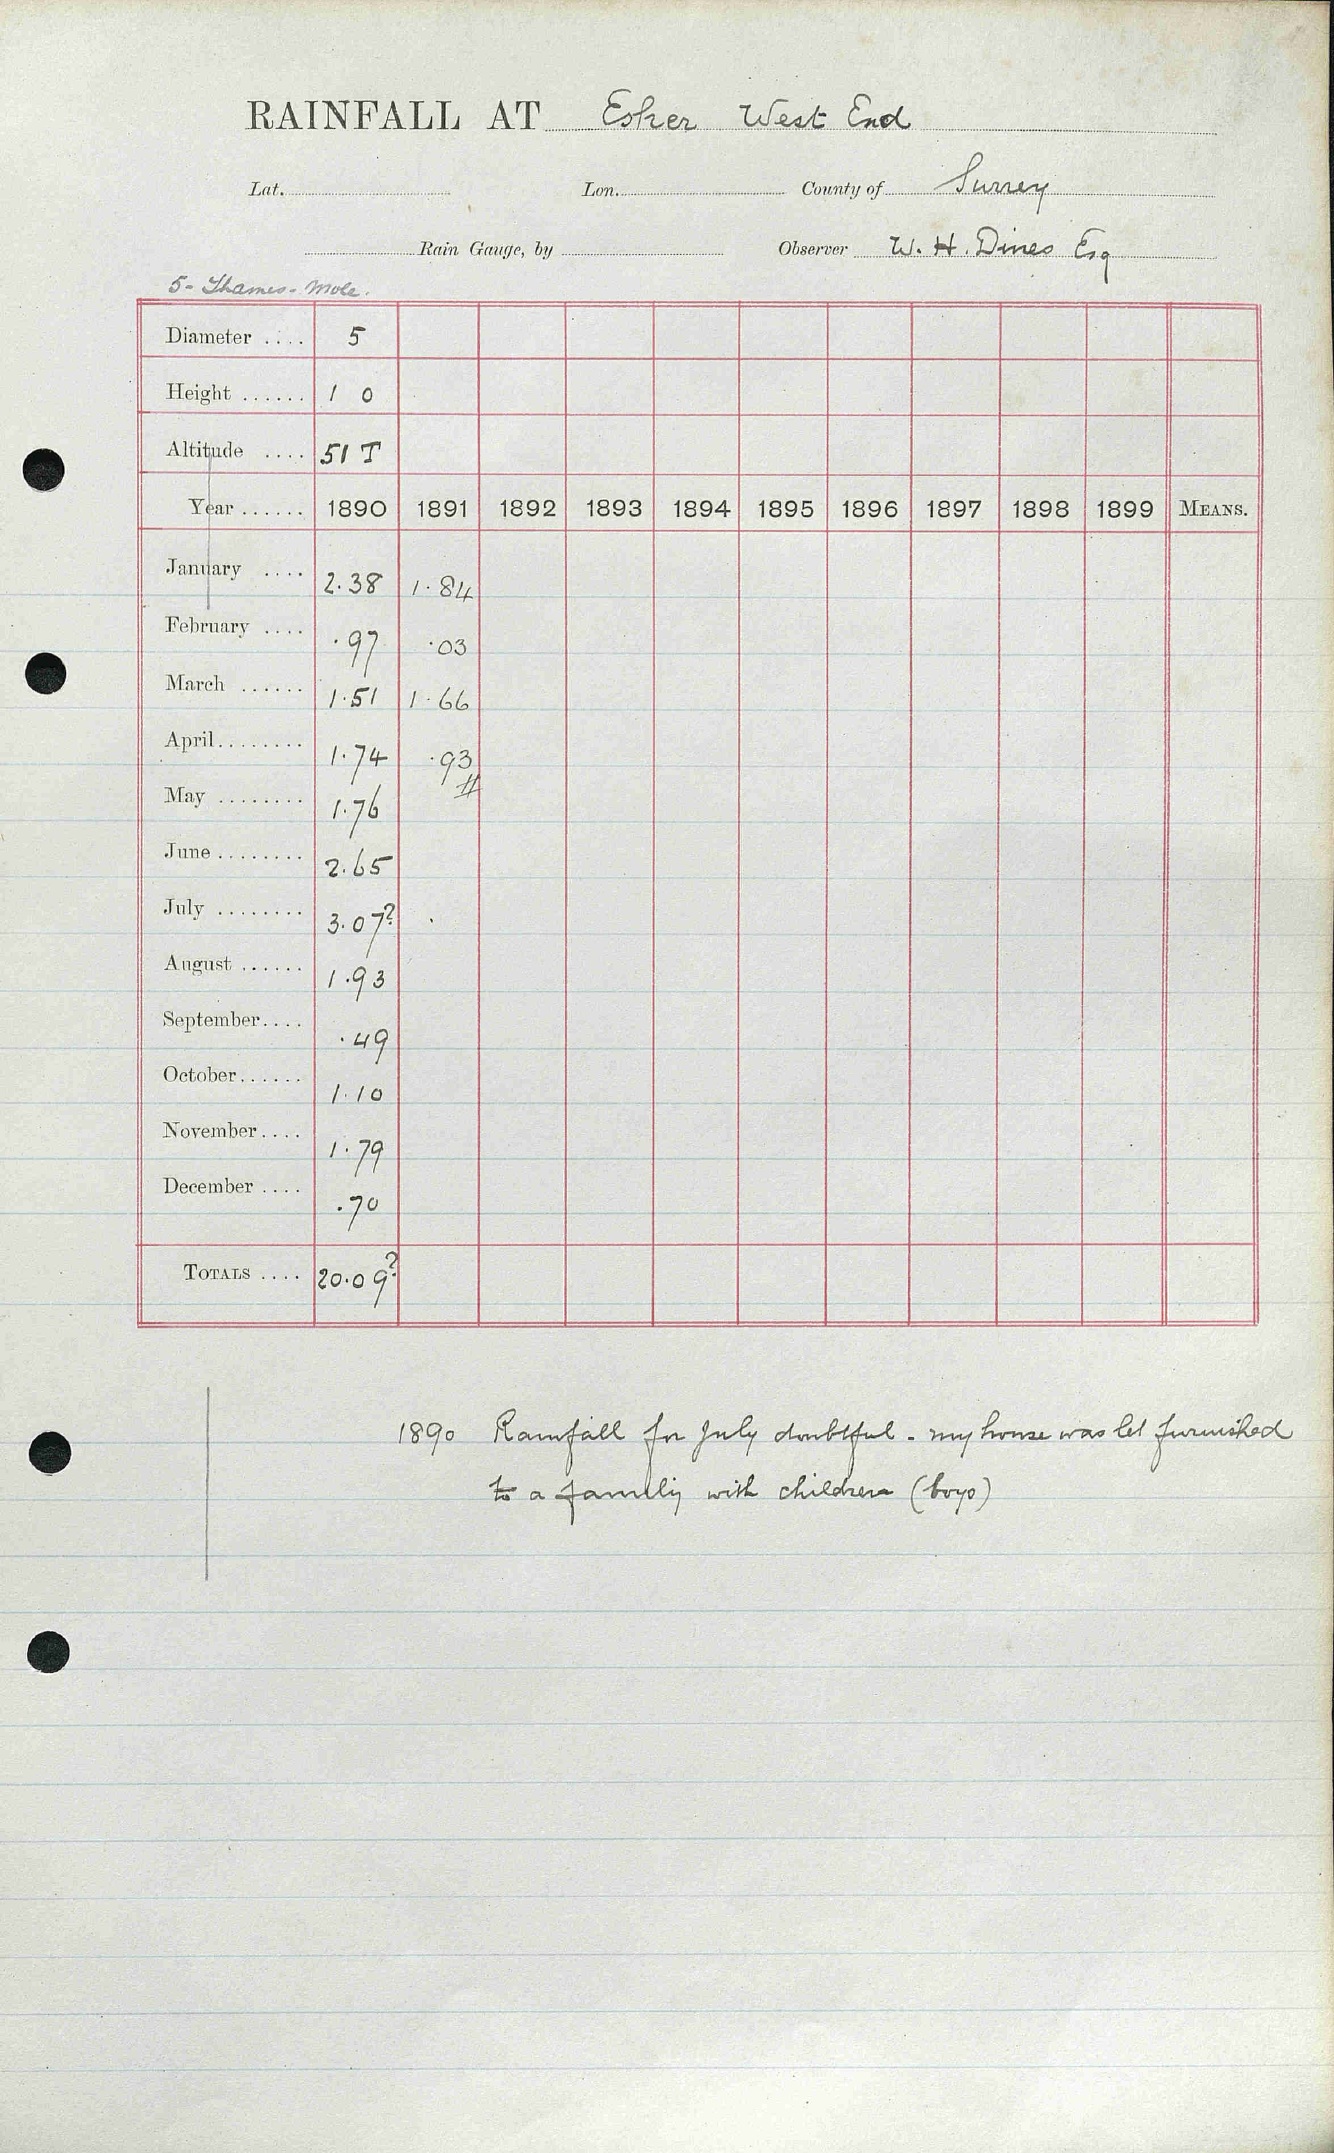 RAINFALL AT Esher West End
Lat. Lon. County of Surrey
Rain Gauge, by Observer W. H. Dines Esq
5 - Thames - Mole.
Diameter .... 5
Height ...... 1 0
Altitude .... 51 T
Year ...... 1890 1891 1892 1893 1894 1895 1896 1897 1898 1899 MEANS.
January .... 2.38 1.84
February .... .97 .03
March ...... 1.51 1.66
April........ 1.74 .93
May ........ 1.76
June ........ 2.65
July ........ 3.07?
August ...... 1.93
September.... .49
October...... 1.10
November.... 1.79
December .... .70
TOTALS .... 20.09?
1890 Rainfall for July doubtful - my house was let furnished
to a family with children (boys)